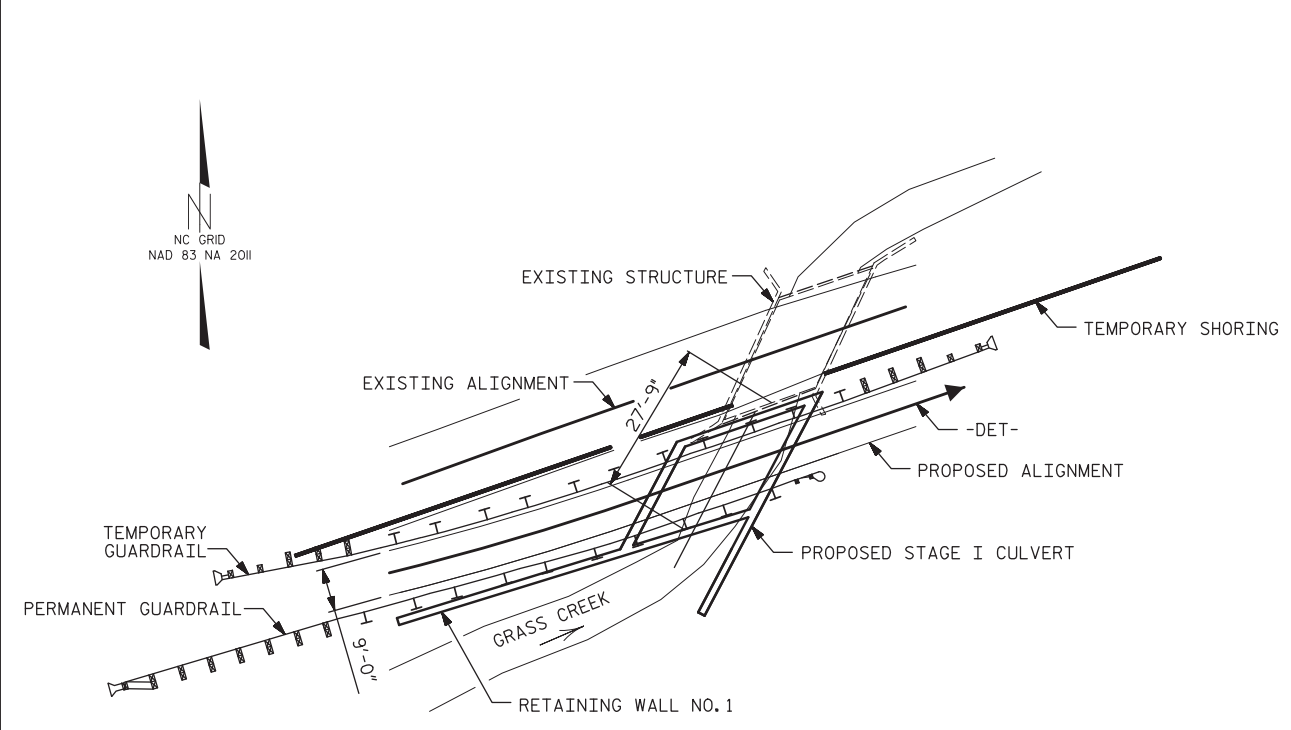 N
NC GRID
NAD 83 NA 2011
EXISTING STRUCTURE
TEMPORARY SHORING
EXISTING ALIGNMENT
27'-9"
-DET-
PROPOSED ALIGNMENT
TEMPORARY
GUARDRAIL
PROPOSED STAGE I CULVERT
PERMANENT GUARDRAIL
GRASS CREEK
9'-0"
RETAINING WALL NO.1